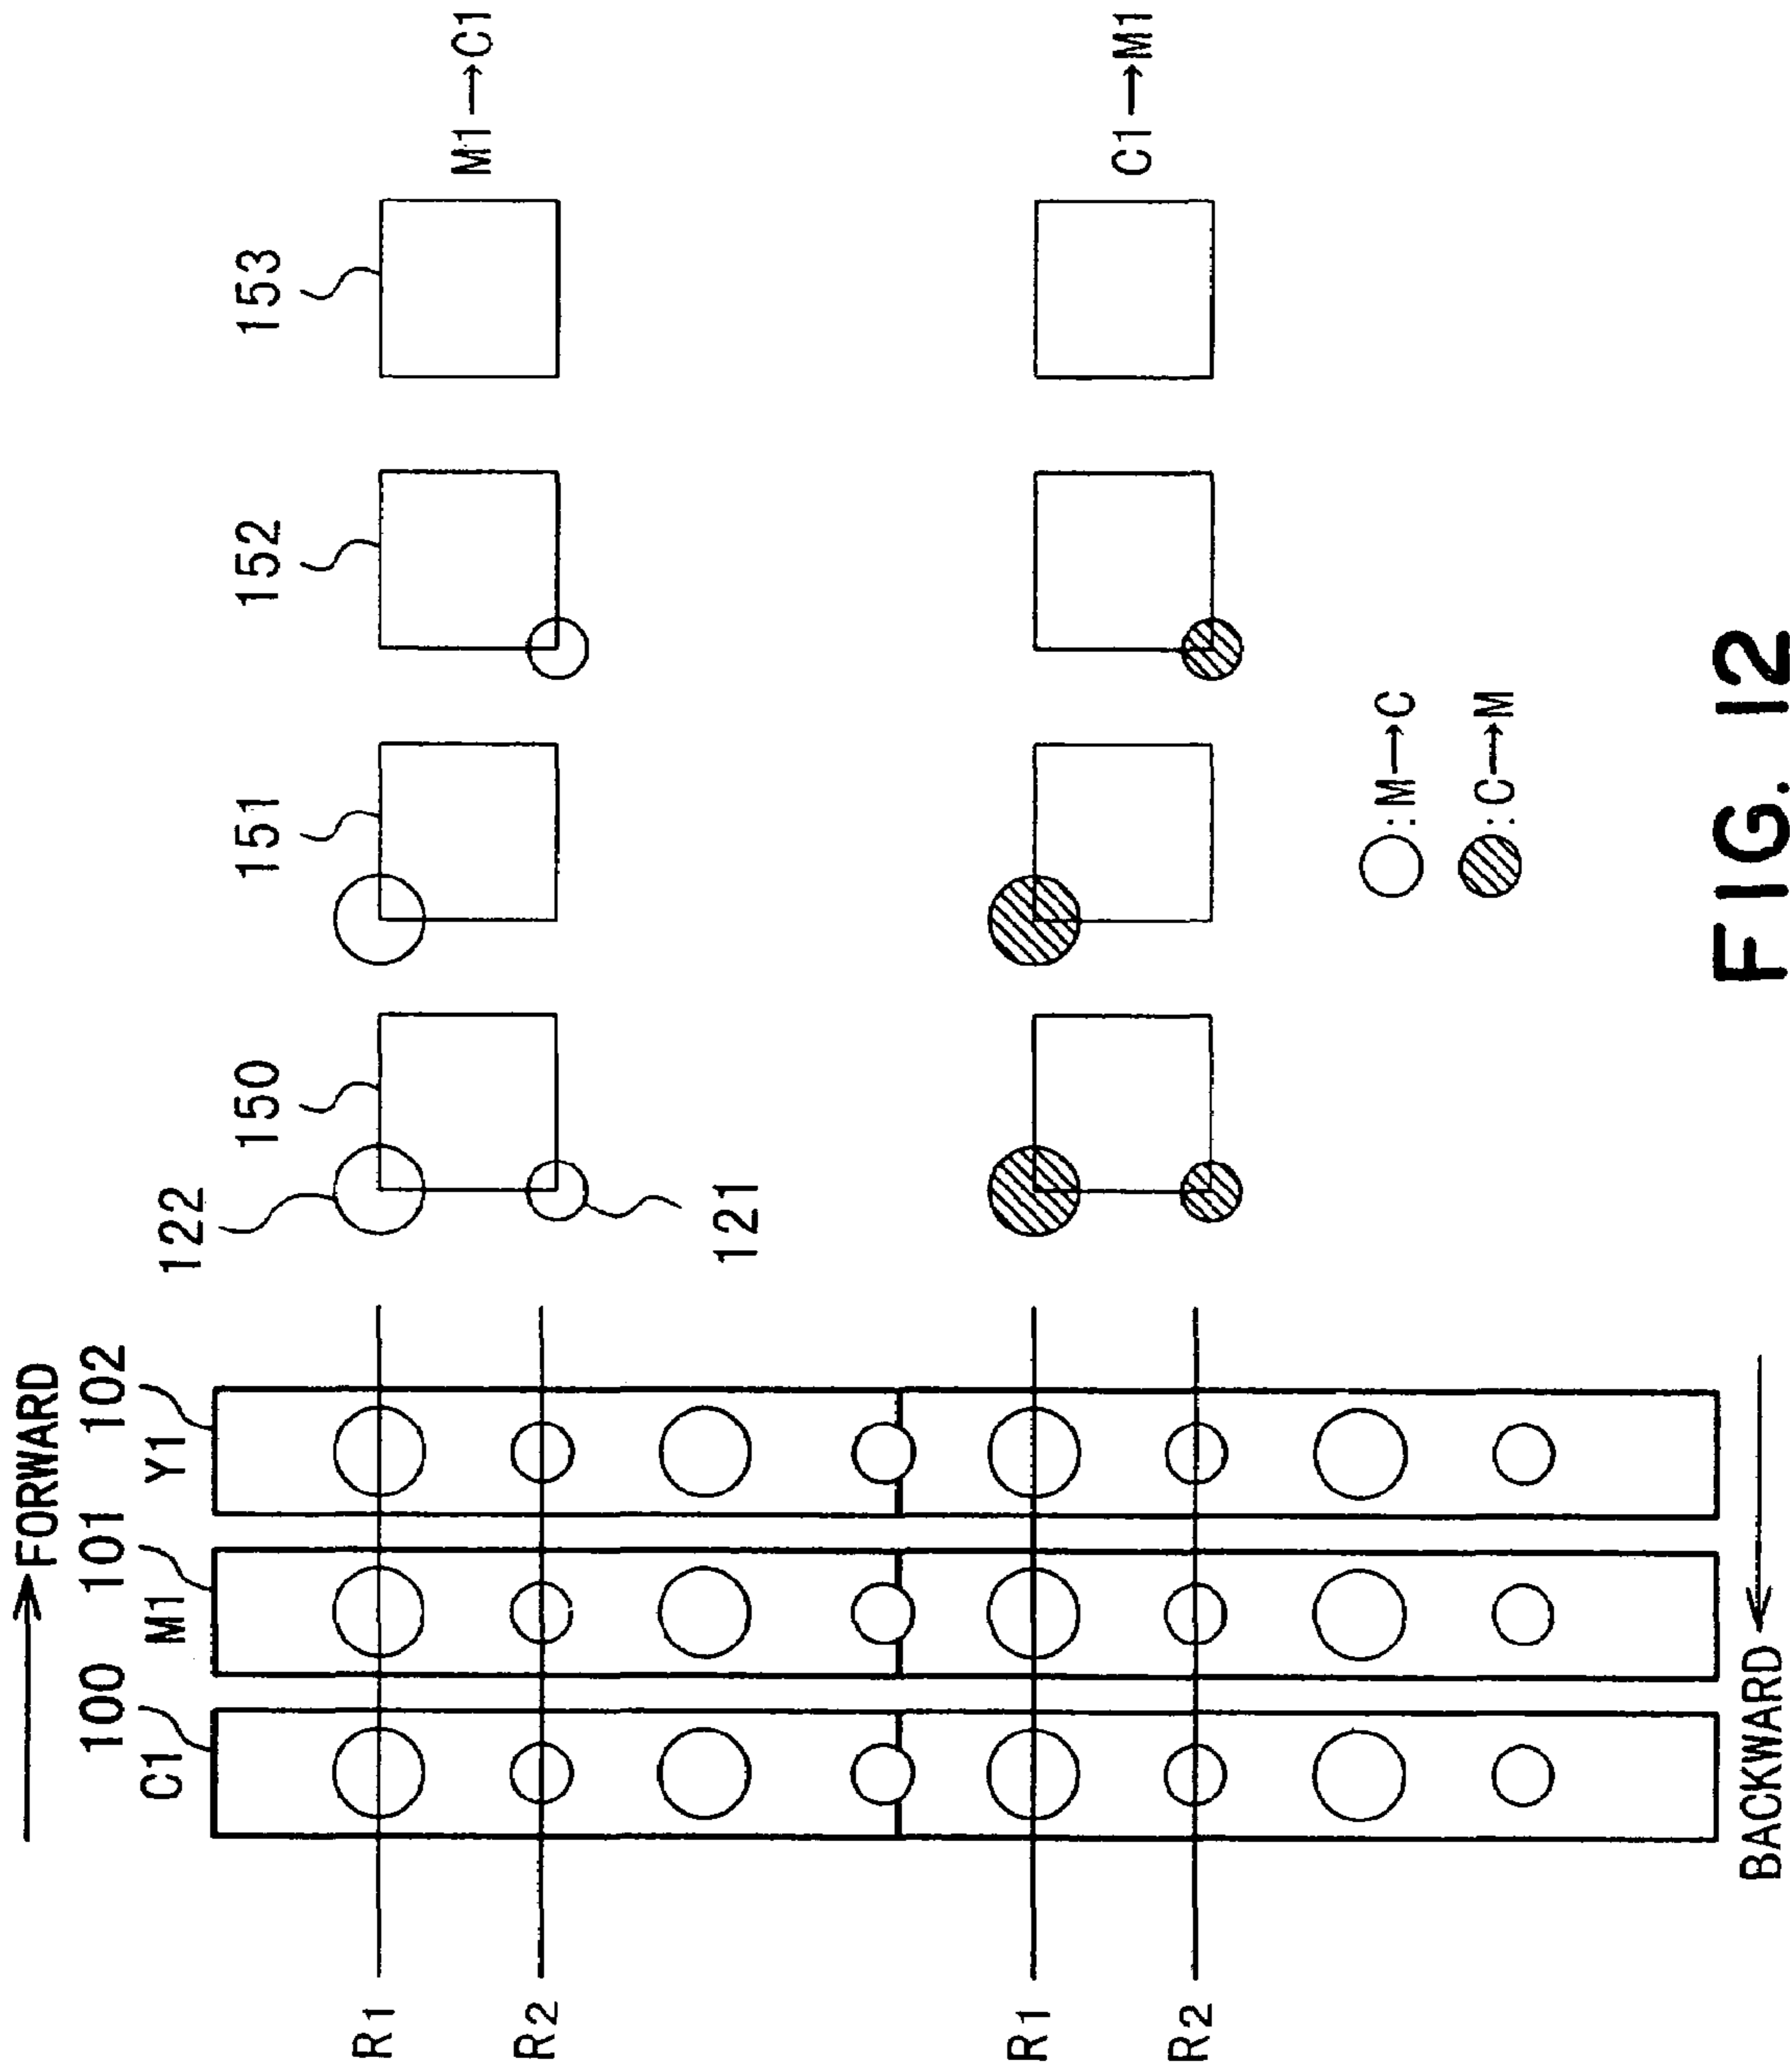 FORWARD
100 101 102
C1 M1 Y1
122
150 151 152 153
121
R1
R2
M1→C1
R1
R2
C1→M1
:M→C
:C→M
BACKWARD
FIG. 12